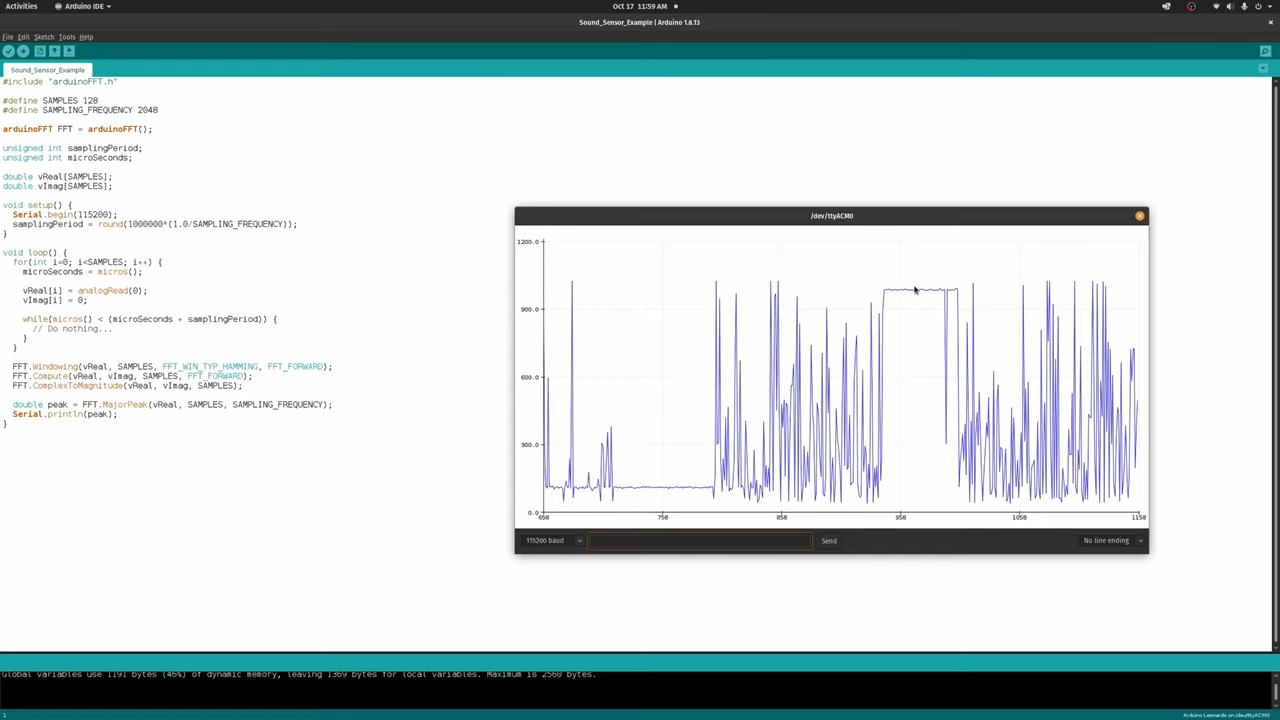 Activities
Arduino IDE
Oct 17 11:59 AM
Sound_Sensor_Example | Arduino 1.8.13
File Edit Sketch Tools Help
Sound_Sensor_Example
#include "arduinoFFT.h"
#define SAMPLES 128
#define SAMPLING_FREQUENCY 2048
arduinoFFT FFT = arduinoFFT();
unsigned int samplingPeriod;
unsigned int microSeconds;
double vReal[SAMPLES];
double vImag[SAMPLES];
void setup() {
Serial.begin(115200);
samplingPeriod = round(1000000*(1.0/SAMPLING_FREQUENCY));
}
void loop() {
for(int i=0; i<SAMPLES; i++) {
microSeconds = micros();
vReal[i] = analogRead(0);
vImag[i] = 0;
while(micros() < (microSeconds + samplingPeriod)) {
// Do nothing...
}
}
FFT.Windowing(vReal, SAMPLES, FFT_WIN_TYP_HAMMING, FFT_FORWARD);
FFT.Compute(vReal, vImag, SAMPLES, FFT_FORWARD);
FFT.ComplexToMagnitude(vReal, vImag, SAMPLES);
double peak = FFT.MajorPeak(vReal, SAMPLES, SAMPLING_FREQUENCY);
Serial.println(peak);
}
/dev/ttyACM0
1200.0
900.0
600.0
300.0
0.0
650 750 850 950 1050 1150
115200 baud
Send
No line ending
Global variables use 1191 bytes (46%) of dynamic memory, leaving 1369 bytes for local variables. Maximum is 2560 bytes.
1
Arduino Leonardo on /dev/ttyACM0